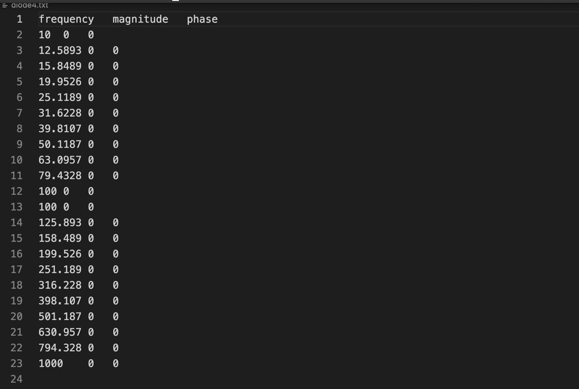 diode4.txt
1 frequency magnitude phase
2 10 0 0
3 12.5893 0 0
4 15.8489 0 0
5 19.9526 0 0
6 25.1189 0 0
7 31.6228 0 0
8 39.8107 0 0
9 50.1187 0 0
10 63.0957 0 0
11 79.4328 0 0
12 100 0 0
13 100 0 0
14 125.893 0 0
15 158.489 0 0
16 199.526 0 0
17 251.189 0 0
18 316.228 0 0
19 398.107 0 0
20 501.187 0 0
21 630.957 0 0
22 794.328 0 0
23 1000 0 0
24